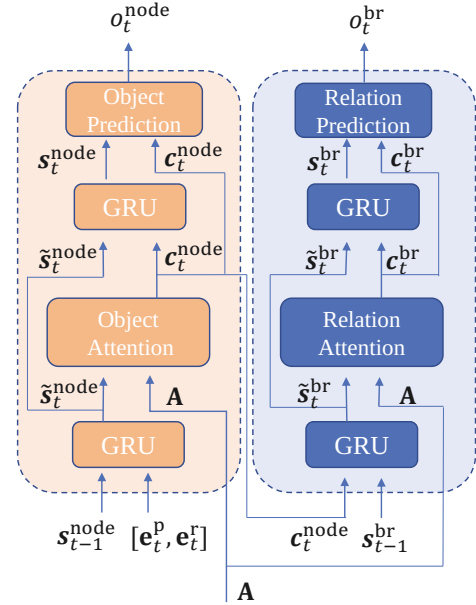 o_t^node
o_t^br
Object
Prediction
Relation
Prediction
s_t^node
c_t^node
s_t^br
c_t^br
GRU
GRU
s̃_t^node
c_t^node
s̃_t^br
c_t^br
Object
Attention
Relation
Attention
s̃_t^node
A
s̃_t^br
A
GRU
GRU
s_{t−1}^node
[e_t^p, e_t^r]
c_t^node
s_{t−1}^br
A